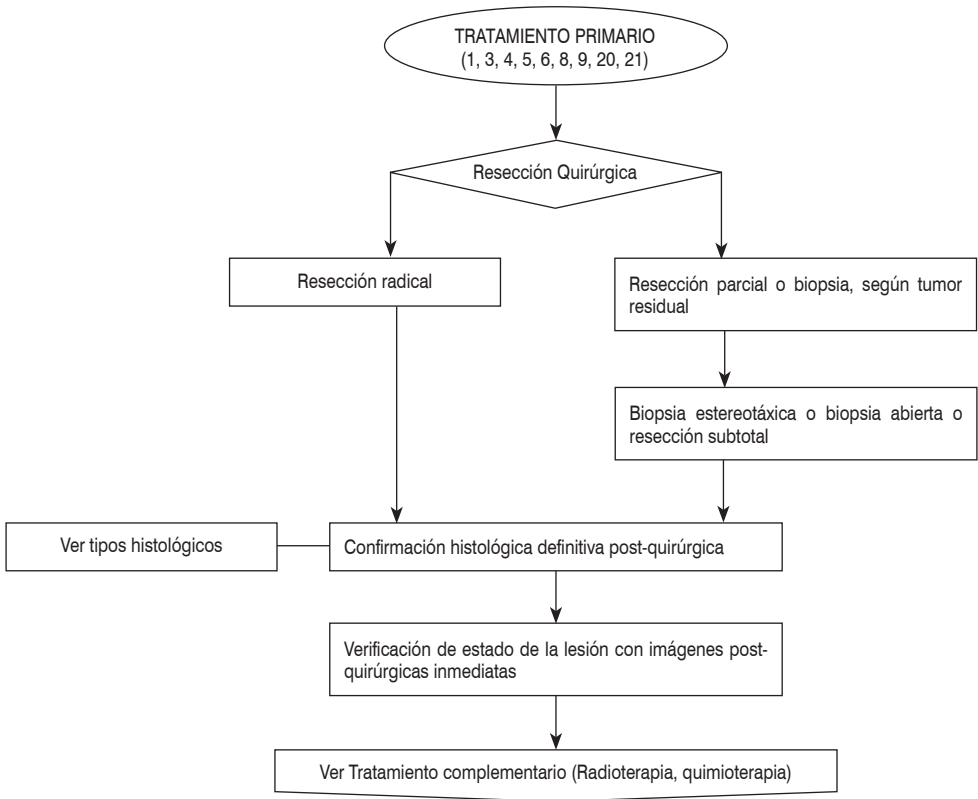 TRATAMIENTO PRIMARIO
(1, 3, 4, 5, 6, 8, 9, 20, 21)
Resección Quirúrgica
Resección radical
Resección parcial o biopsia, según tumor
residual
Biopsia estereotáxica o biopsia abierta o
resección subtotal
Ver tipos histológicos
Confirmación histológica definitiva post-quirúrgica
Verificación de estado de la lesión con imágenes post-
quirúrgicas inmediatas
Ver Tratamiento complementario (Radioterapia, quimioterapia)